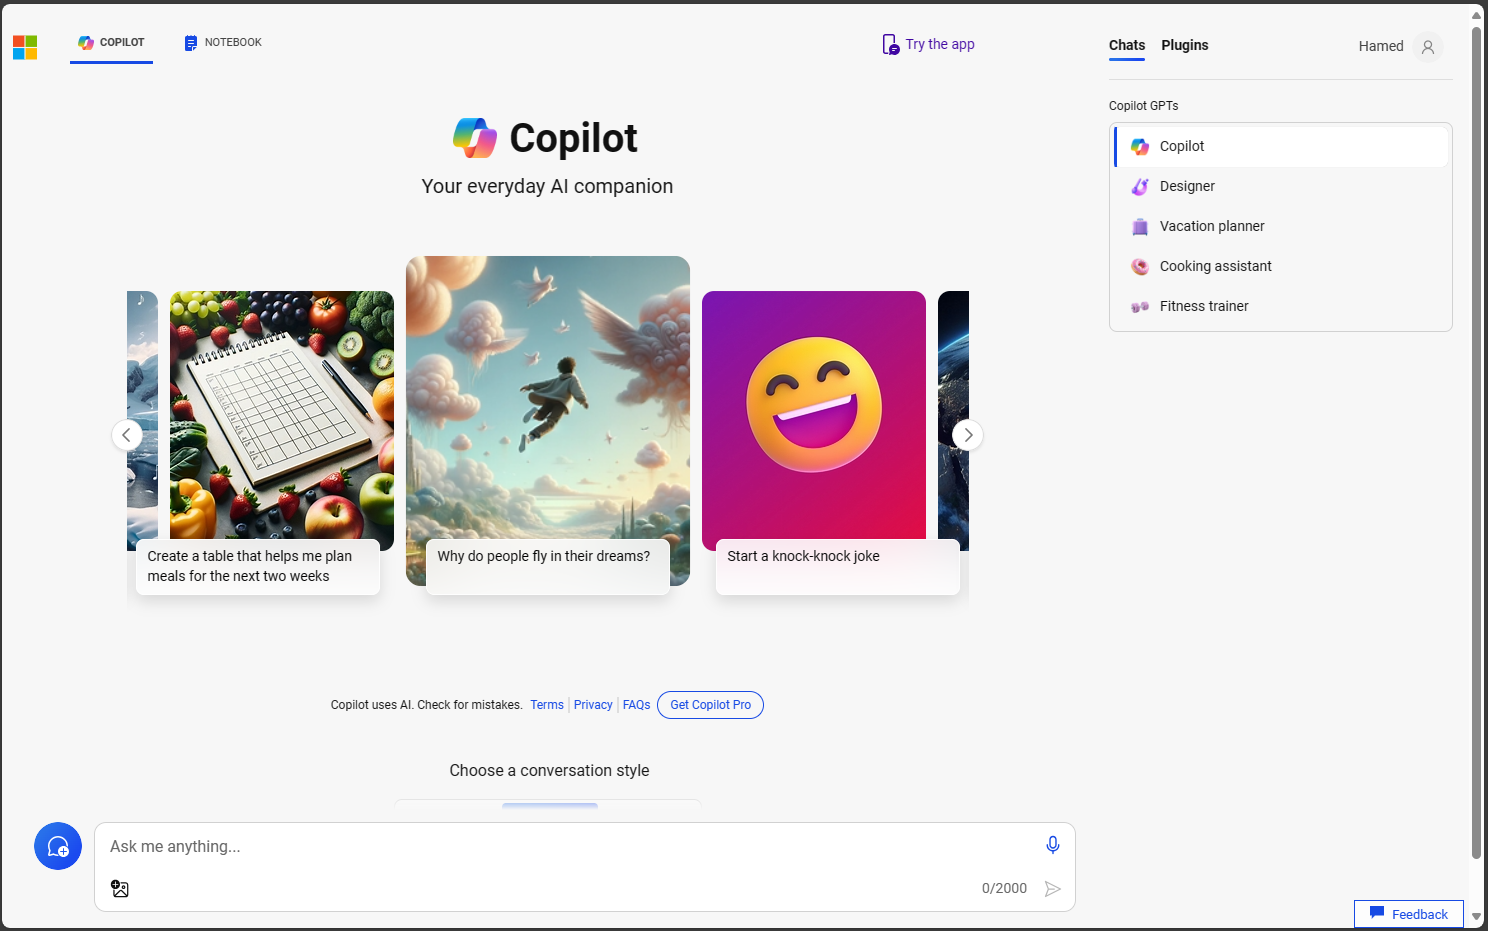 COPILOT
NOTEBOOK
Try the app
Chats
Plugins
Hamed
Copilot
Your everyday AI companion
Create a table that helps me plan
meals for the next two weeks
Why do people fly in their dreams?
Start a knock-knock joke
Copilot uses AI. Check for mistakes. Terms Privacy FAQs Get Copilot Pro
Choose a conversation style
Ask me anything...
0/2000
Copilot GPTs
Copilot
Designer
Vacation planner
Cooking assistant
Fitness trainer
Feedback